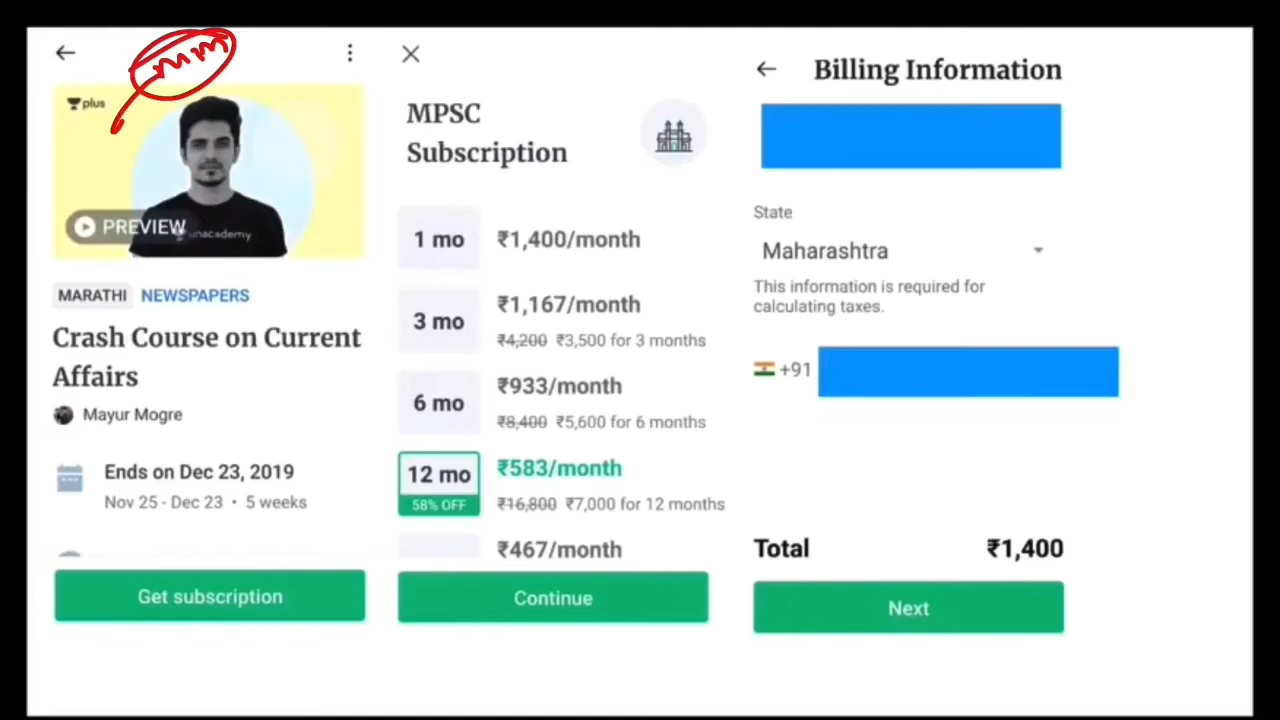 plus
PREVIEW
unacademy
MARATHI NEWSPAPERS
Crash Course on Current
Affairs
Mayur Mogre
Ends on Dec 23, 2019
Nov 25 - Dec 23 • 5 weeks
Get subscription
MPSC
Subscription
1 mo ₹1,400/month
3 mo ₹1,167/month
₹4,200 ₹3,500 for 3 months
6 mo ₹933/month
₹8,400 ₹5,600 for 6 months
12 mo ₹583/month
58% OFF ₹16,800 ₹7,000 for 12 months
₹467/month
Continue
Billing Information
State
Maharashtra
This information is required for
calculating taxes.
+91
Total ₹1,400
Next